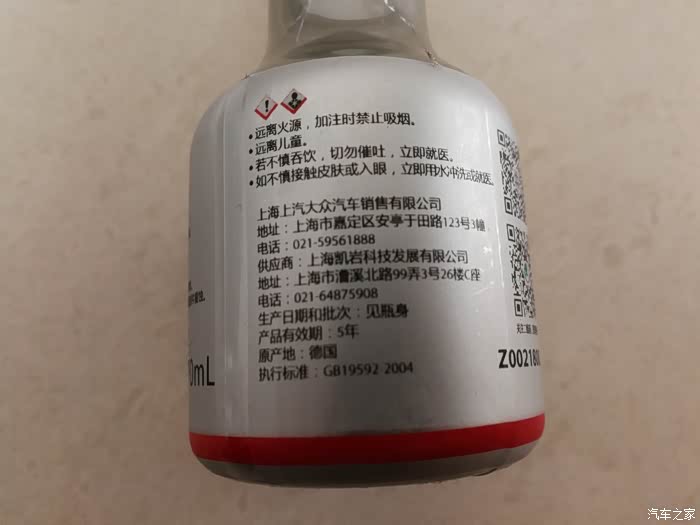 •远离火源，加注时禁止吸烟。
•远离儿童。
•若不慎吞饮，切勿催吐，立即就医。
•如不慎接触皮肤或入眼，立即用水冲洗或就医。
上海上汽大众汽车销售有限公司
地址：上海市嘉定区安亭于田路123号3幢
电话：021-59561888
供应商：上海凯岩科技发展有限公司
地址：上海市漕溪北路99弄3号26楼C座
电话：021-64875908
生产日期和批次：见瓶身
产品有效期：5年
原产地：德国
执行标准：GB19592 2004
0mL
Z002180
汽车之家